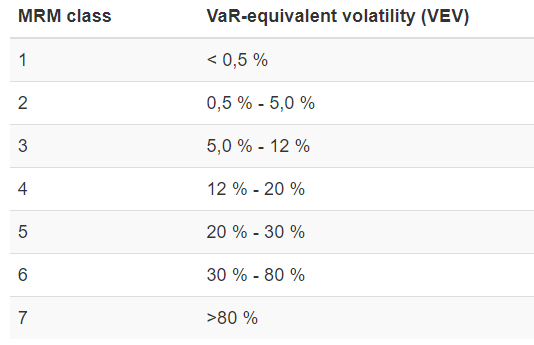 MRM class VaR-equivalent volatility (VEV)
1 < 0,5 %
2 0,5 % - 5,0 %
3 5,0 % - 12 %
4 12 % - 20 %
5 20 % - 30 %
6 30 % - 80 %
7 >80 %